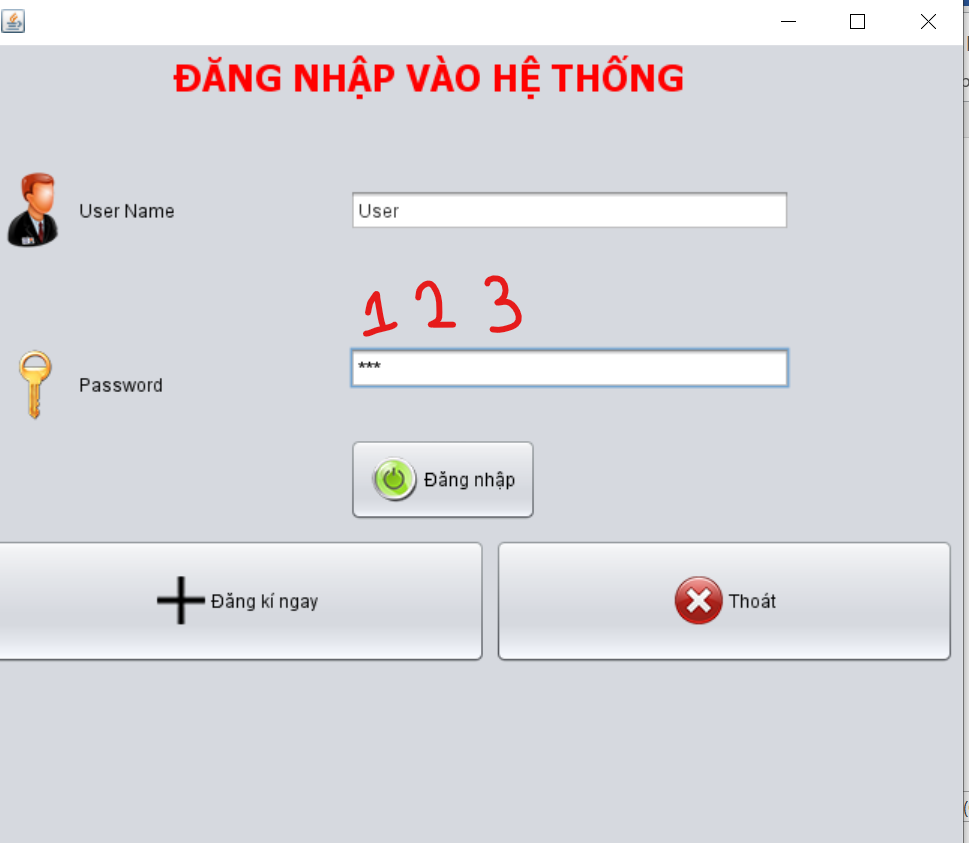 ĐĂNG NHẬP VÀO HỆ THỐNG
User Name
User
1 2 3
Password
***
Đăng nhập
Đăng kí ngay
Thoát